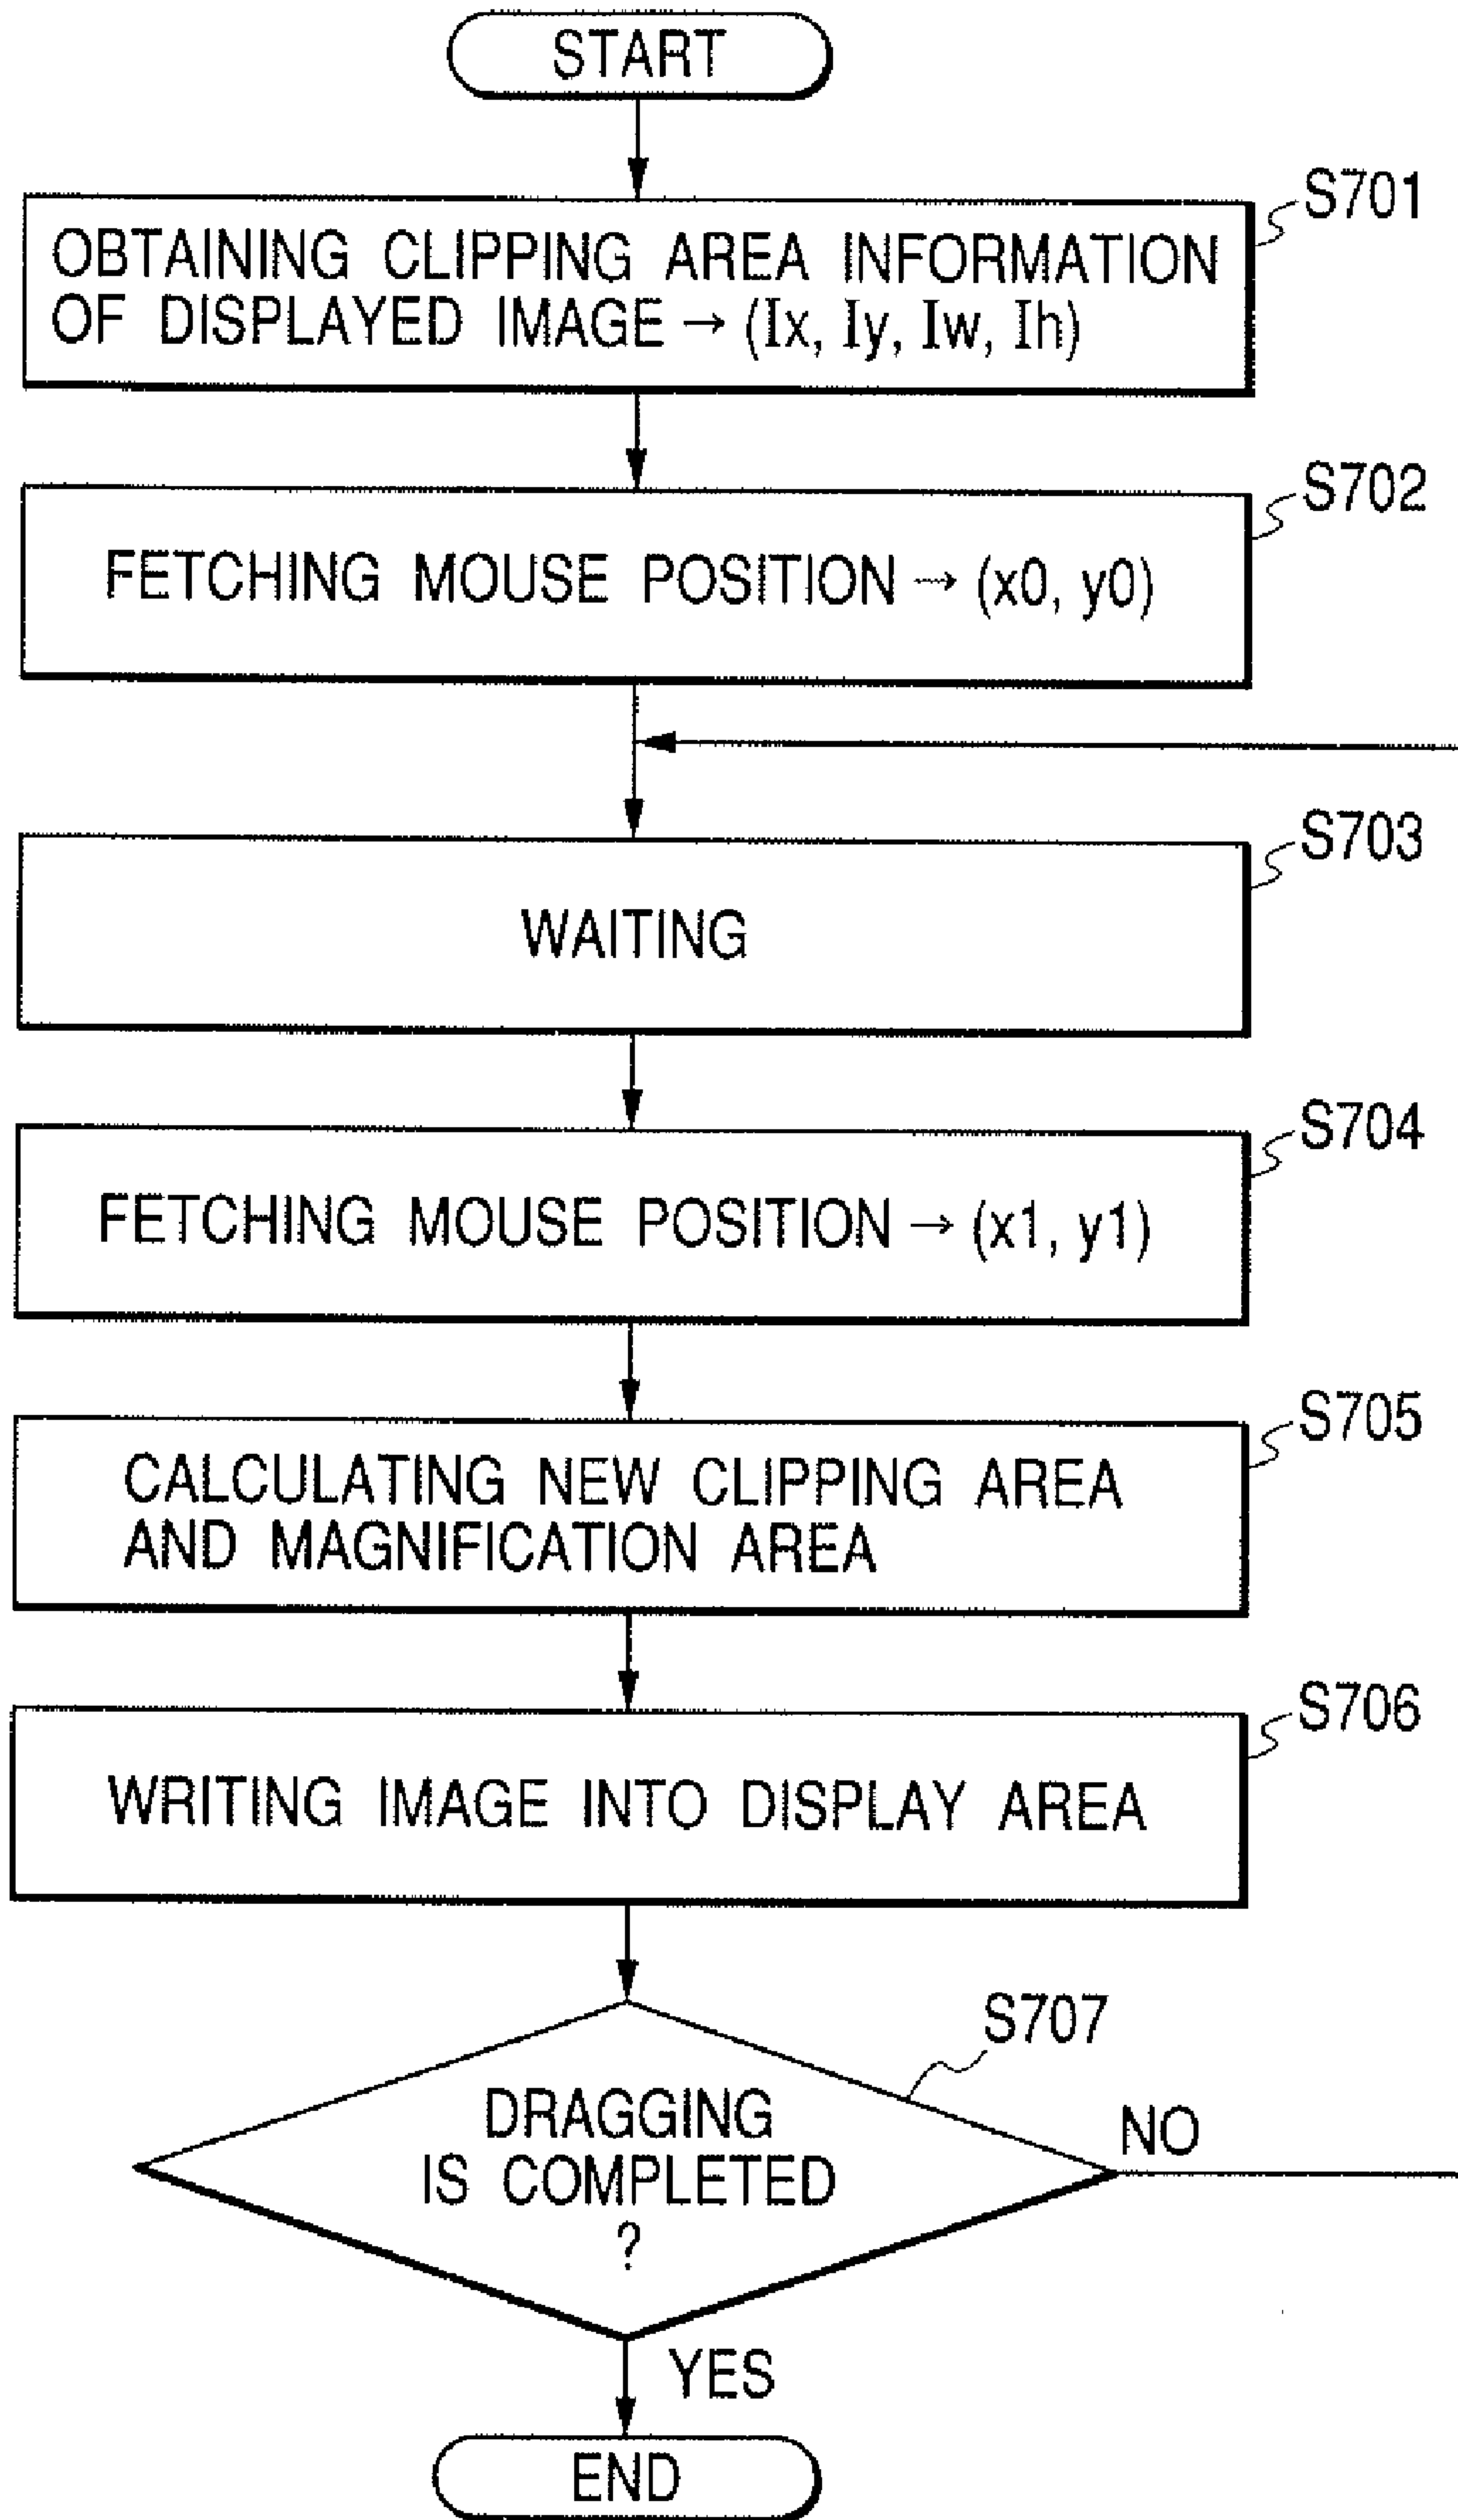 START
S701
OBTAINING CLIPPING AREA INFORMATION
OF DISPLAYED IMAGE → (Ix, Iy, Iw, Ih)
S702
FETCHING MOUSE POSITION → (x0, y0)
S703
WAITING
S704
FETCHING MOUSE POSITION → (x1, y1)
S705
CALCULATING NEW CLIPPING AREA
AND MAGNIFICATION AREA
S706
WRITING IMAGE INTO DISPLAY AREA
S707
DRAGGING
IS COMPLETED
?
NO
YES
END